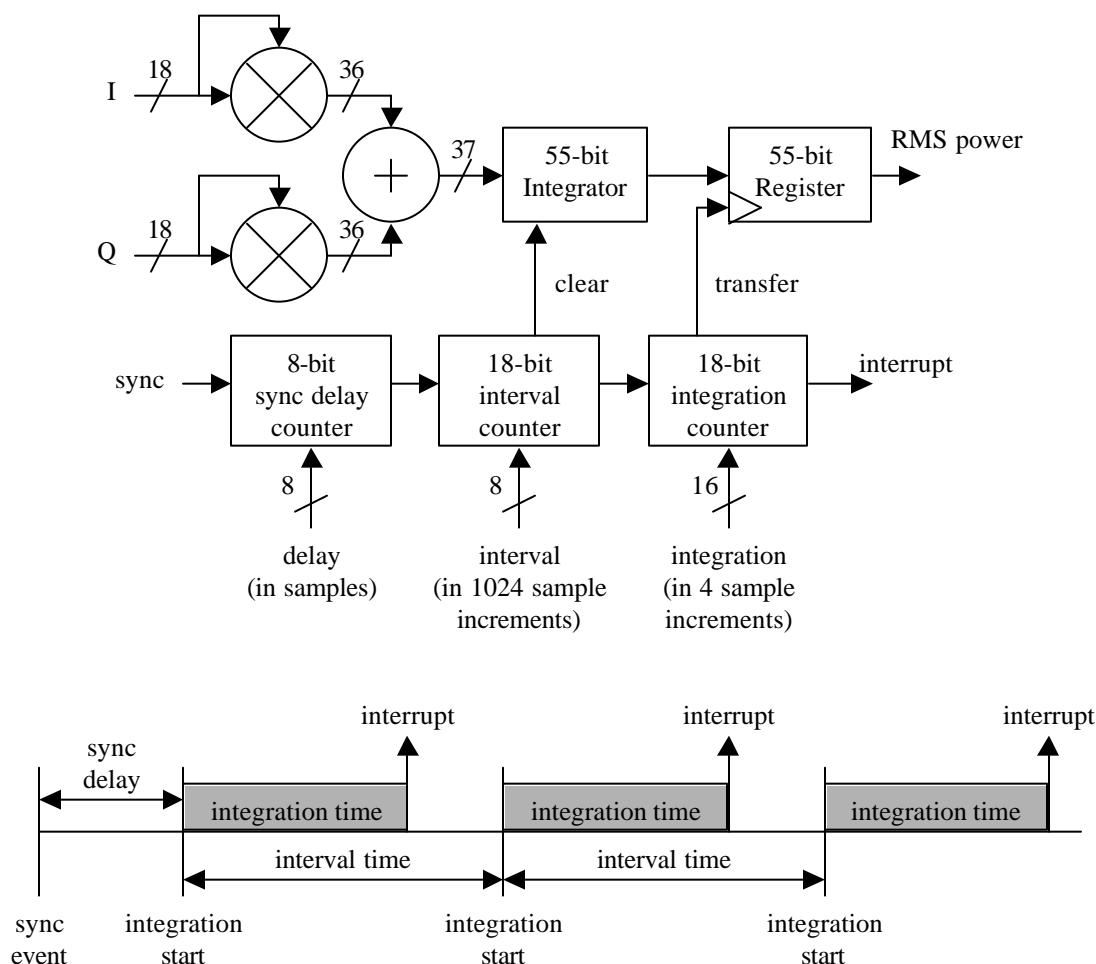 18
36
I
37
55-bit
Integrator
55-bit
Register
RMS power
+
18
36
Q
clear
transfer
sync
8-bit
sync delay
counter
18-bit
interval
counter
18-bit
integration
counter
interrupt
8
8
16
delay
(in samples)
interval
(in 1024 sample
increments)
integration
(in 4 sample
increments)
interrupt
interrupt
interrupt
sync
delay
integration time
integration time
integration time
interval time
interval time
sync
event
integration
start
integration
start
integration
start